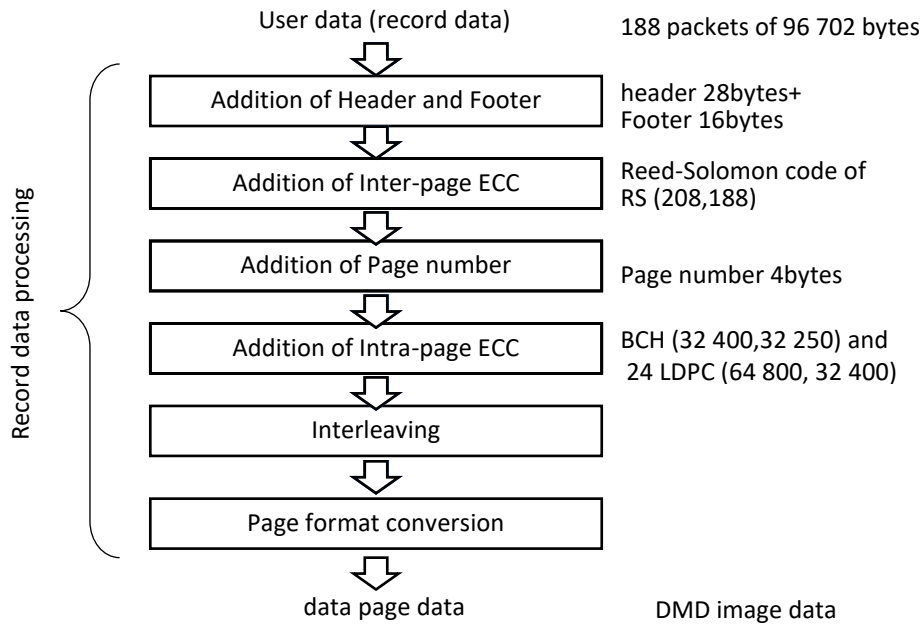 User data (record data)
188 packets of 96 702 bytes
Addition of Header and Footer
header 28bytes+
Footer 16bytes
Addition of Inter-page ECC
Reed-Solomon code of
RS (208,188)
Addition of Page number
Page number 4bytes
Addition of Intra-page ECC
BCH (32 400,32 250) and
24 LDPC (64 800, 32 400)
Interleaving
Page format conversion
data page data
DMD image data
Record data processing